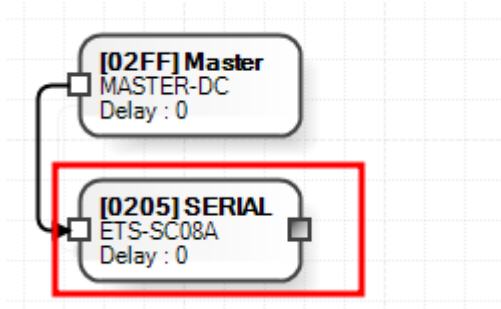 [02FF] Master
MASTER-DC
Delay : 0
[0205] SERIAL
ETS-SC08A
Delay : 0